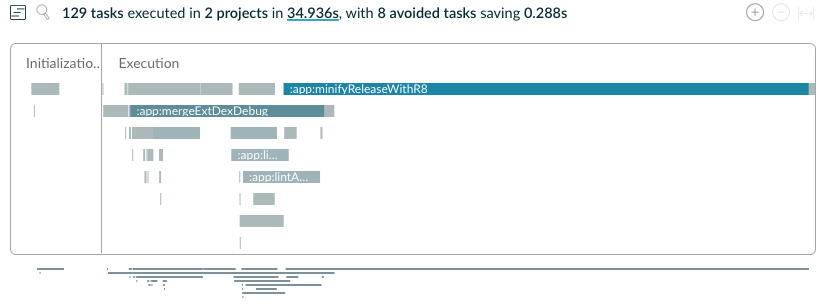 129 tasks executed in 2 projects in 34.936s, with 8 avoided tasks saving 0.288s
Initializatio..
Execution
:app:minifyReleaseWithR8
:app:mergeExtDexDebug
:app:li...
:app:lintA...